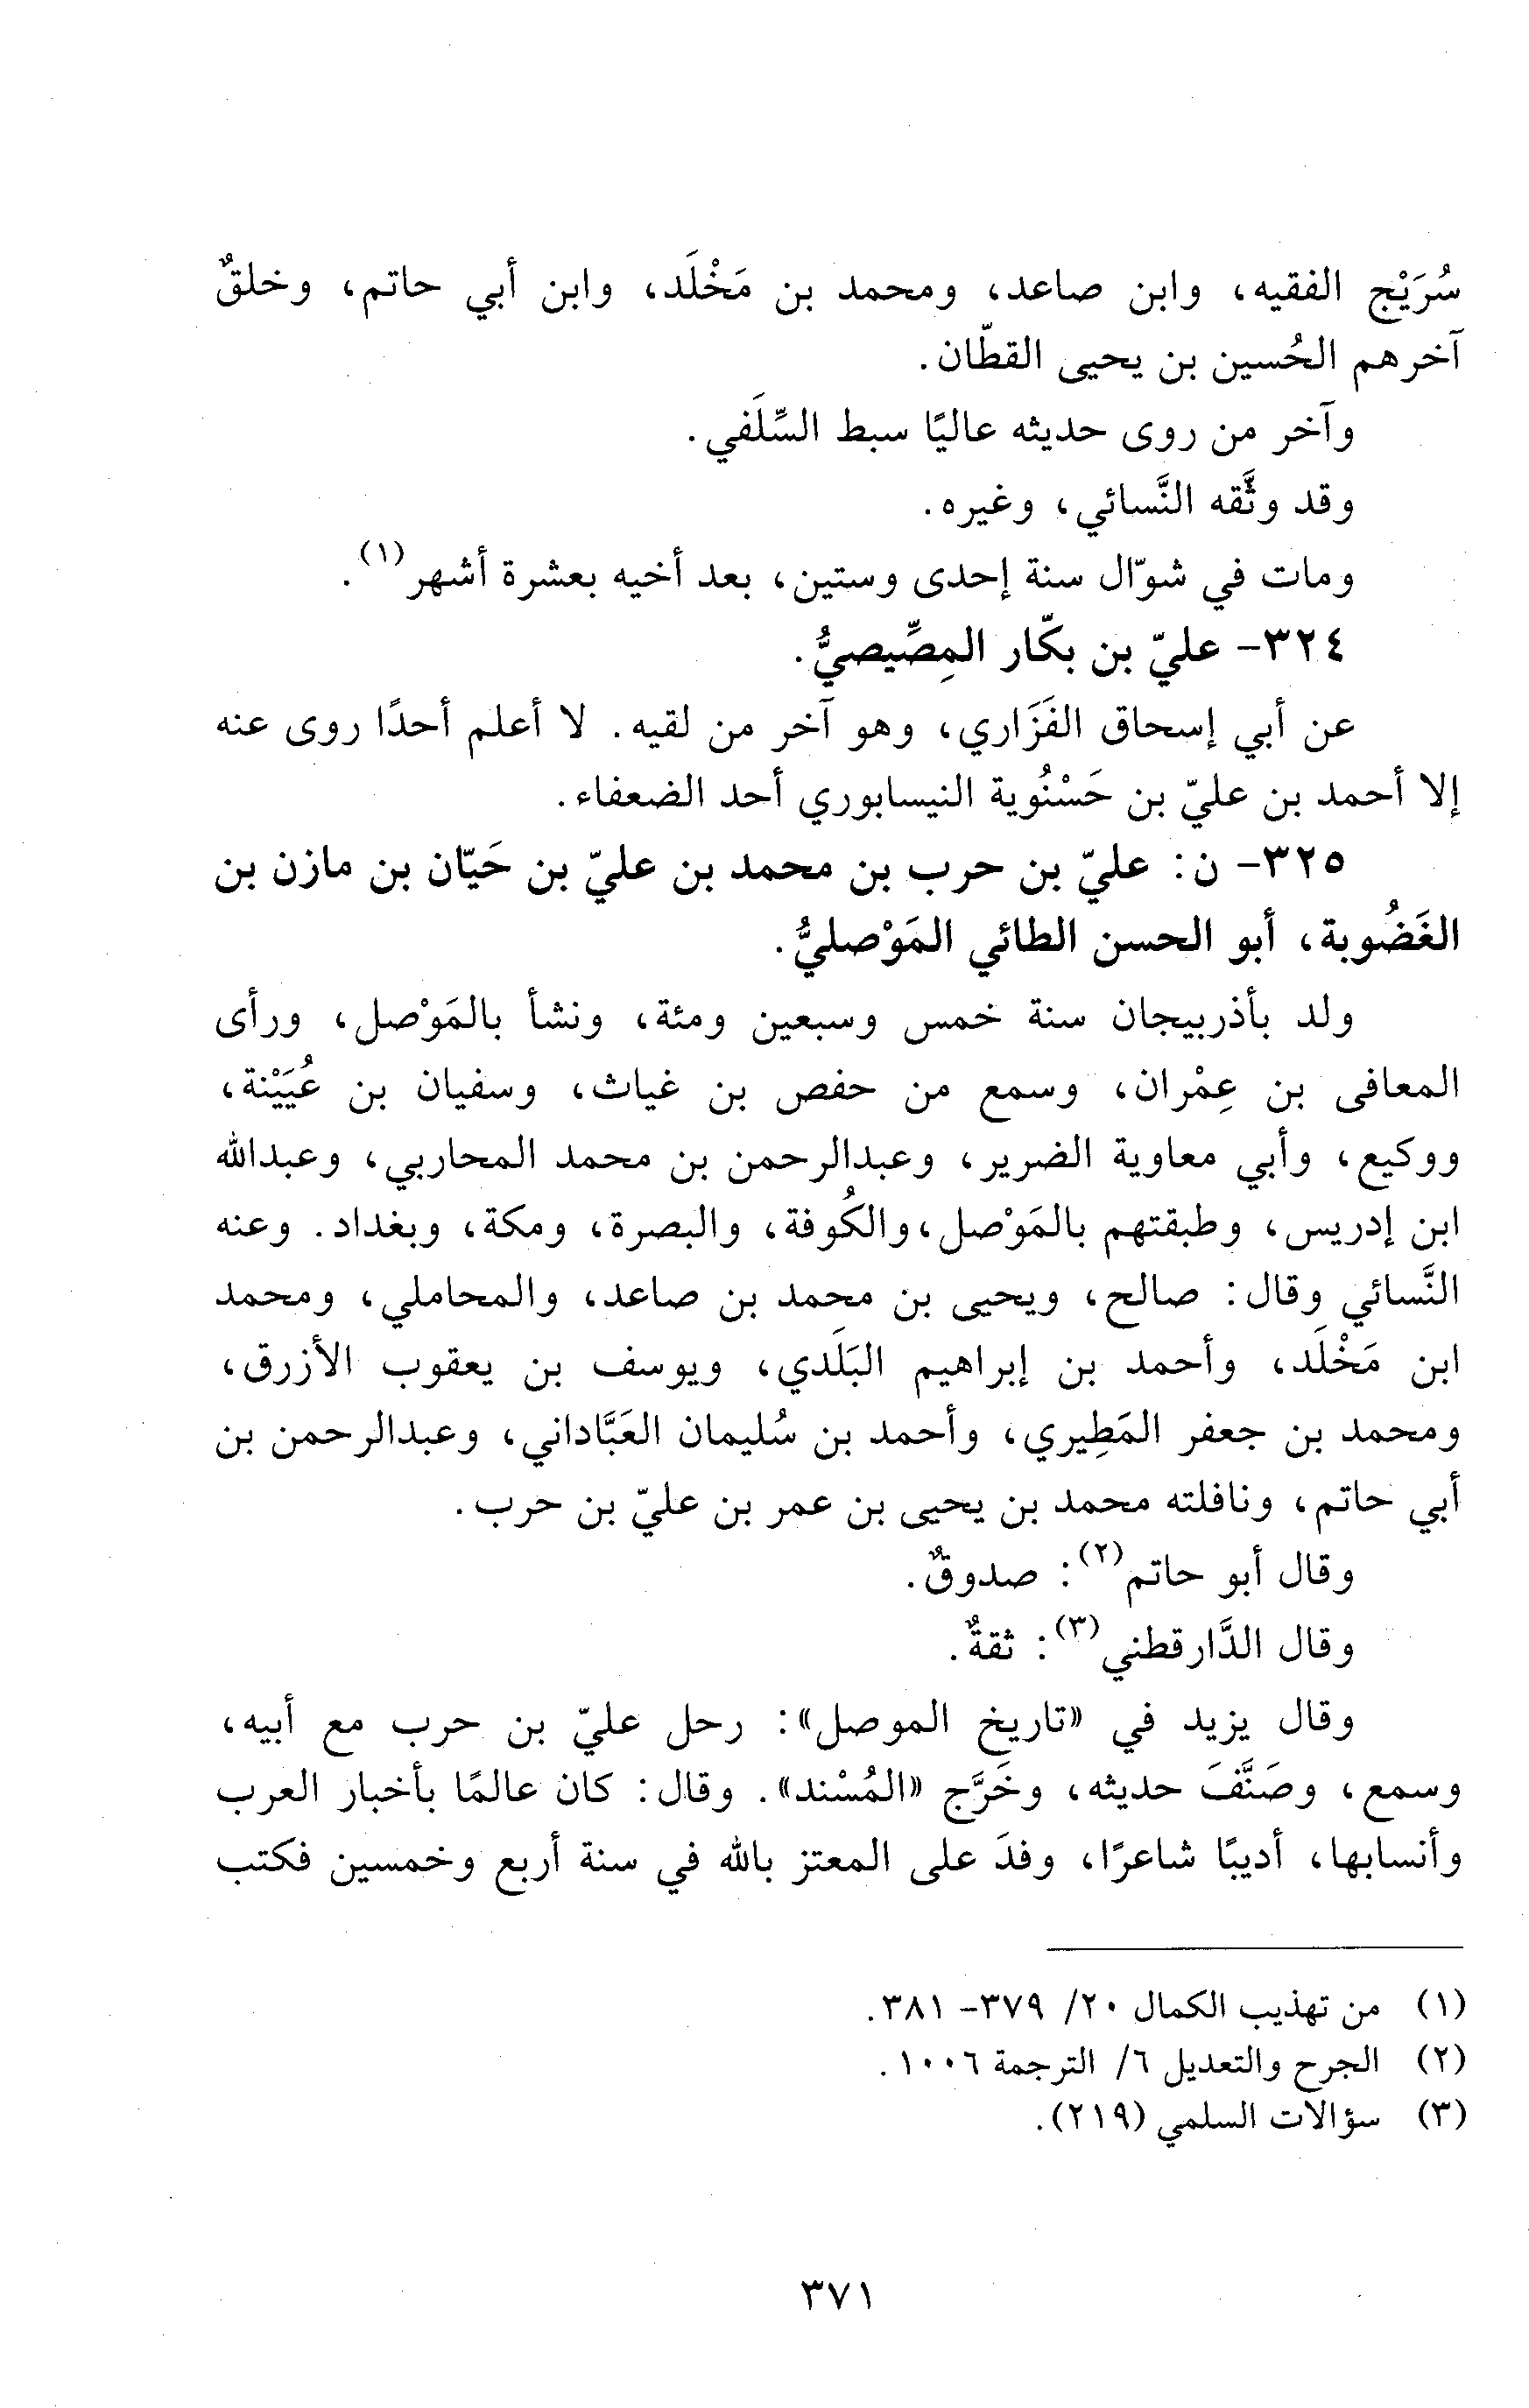 سُرَيْج الفقيه، وابن صاعد، ومحمد بن مَخْلَد، وابن أبي حاتم، وخلقٌ
آخرهم الحُسين بن يحيى القطّان.
وآخر من روى حديثه عاليًا سبط السِّلَفي.
وقد وثَّقه النَّسائي، وغيره.
ومات في شوّال سنة إحدى وستين، بعد أخيه بعشرة أشهر(١).
٣٢٤- عليّ بن بكّار المِصِّيصيُّ.
عن أبي إسحاق الفَزَاري، وهو آخر من لقيه. لا أعلم أحدًا روى عنه
إلا أحمد بن عليّ بن حَسْنُوية النيسابوري أحد الضعفاء.
٣٢٥- ن: عليّ بن حرب بن محمد بن عليّ بن حَيّان بن مازن بن
الغَضُوبة، أبو الحسن الطائي المَوْصليُّ.
ولد بأذربيجان سنة خمس وسبعين ومئة، ونشأ بالمَوْصل، ورأى
المعافى بن عِمْران، وسمع من حفص بن غياث، وسفيان بن عُيَيْنة،
ووكيع، وأبي معاوية الضرير، وعبدالرحمن بن محمد المحاربي، وعبدالله
ابن إدريس، وطبقتهم بالمَوْصل، والكُوفة، والبصرة، ومكة، وبغداد. وعنه
النَّسائي وقال: صالح، ويحيى بن محمد بن صاعد، والمحاملي، ومحمد
ابن مَخْلَد، وأحمد بن إبراهيم البَلَدي، ويوسف بن يعقوب الأزرق،
ومحمد بن جعفر المَطِيري، وأحمد بن سُليمان العَبَّاداني، وعبدالرحمن بن
أبي حاتم، ونافلته محمد بن يحيى بن عمر بن عليّ بن حرب.
وقال أبو حاتم(٢): صدوقٌ.
وقال الدَّارقطني(٣): ثقةٌ.
وقال يزيد في «تاريخ الموصل»: رحل عليّ بن حرب مع أبيه،
وسمع، وصَنَّفَ حديثه، وخَرَّج «المُسْند». وقال: كان عالمًا بأخبار العرب
وأنسابها، أديبًا شاعرًا، وفدَ على المعتز بالله في سنة أربع وخمسين فكتب
(١) من تهذيب الكمال ٢٠/ ٣٧٩- ٣٨١.
(٢) الجرح والتعديل ٦/ الترجمة ١٠٠٦.
(٣) سؤالات السلمي (٢١٩).
٣٧١